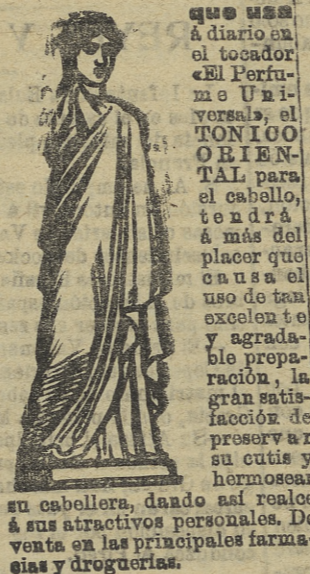 que usa
á diario en
el tocador
«El Perfu-
me Uni-
versal», el
TONICO
ORIEN-
TAL para
el cabello,
tendrá
á más del
placer que
causa el
uso de tan
excelente
y agrada-
ble prepa-
ración, la
gran satis-
facción de
preservar
su cutis y
hermosear
su cabellera, dando así realce
á sus atractivos personales. De
venta en las principales farma-
cias y droguerias.